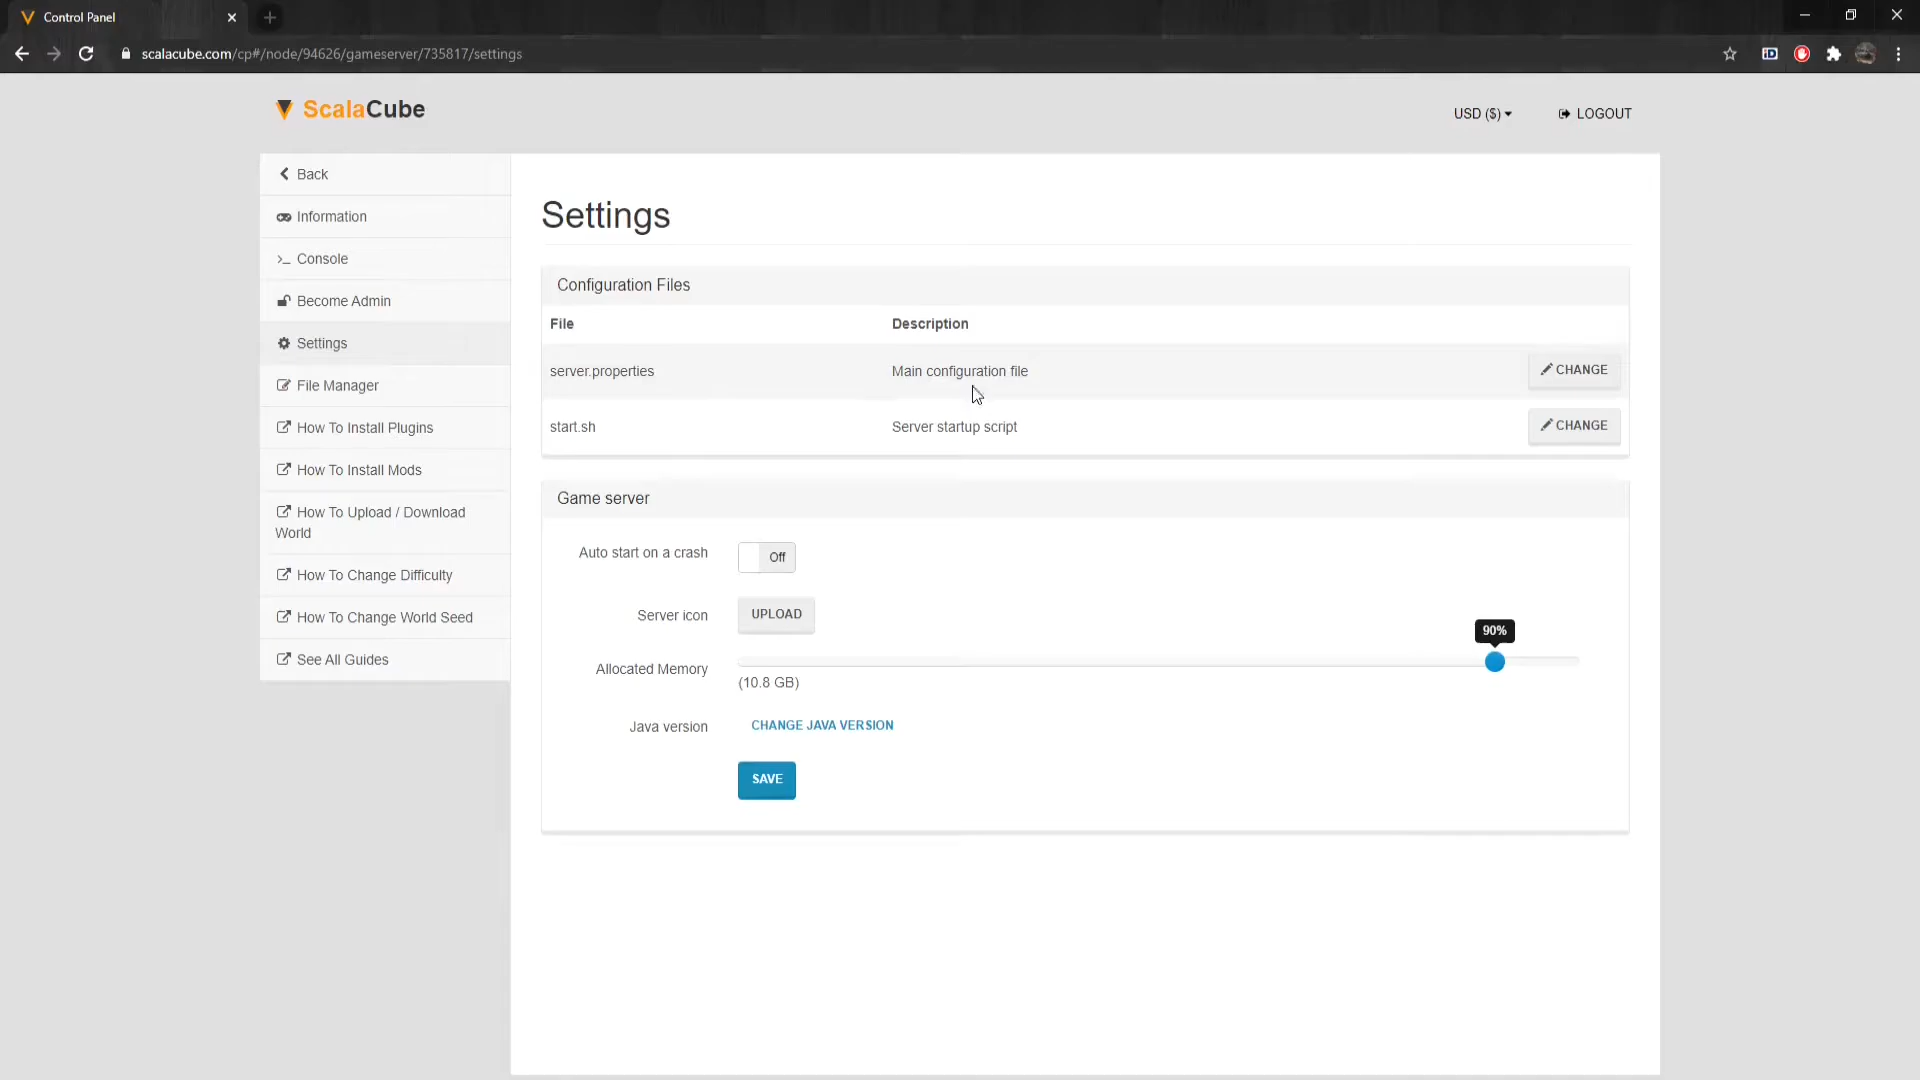 Control Panel
scalacube.com/cp#/node/94626/gameserver/735817/settings
ScalaCube
USD ($)
LOGOUT
Back
Information
Console
Become Admin
Settings
File Manager
How To Install Plugins
How To Install Mods
How To Upload / Download
World
How To Change Difficulty
How To Change World Seed
See All Guides
Settings
Configuration Files
File Description
server.properties Main configuration file CHANGE
start.sh Server startup script CHANGE
Game server
Auto start on a crash Off
Server icon UPLOAD
90%
Allocated Memory
(10.8 GB)
Java version CHANGE JAVA VERSION
SAVE